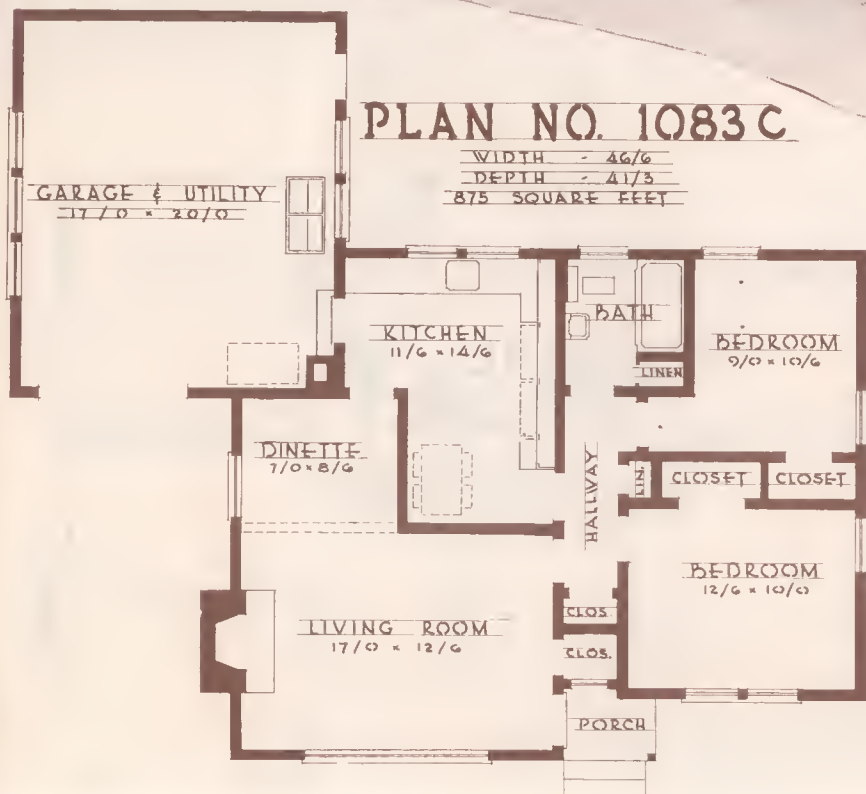 PLAN NO. 1083 C
WIDTH - 46/6
DEPTH - 41/3
875 SQUARE FEET
GARAGE & UTILITY
17/0 × 20/0
KITCHEN
11/6 × 14/6
BATH
BEDROOM
9/0 × 10/6
LINEN
DINETTE
7/0 × 8/6
HALLWAY
LIN.
CLOSET
CLOSET
BEDROOM
12/6 × 10/0
CLOS.
LIVING ROOM
17/0 × 12/6
CLOS.
PORCH